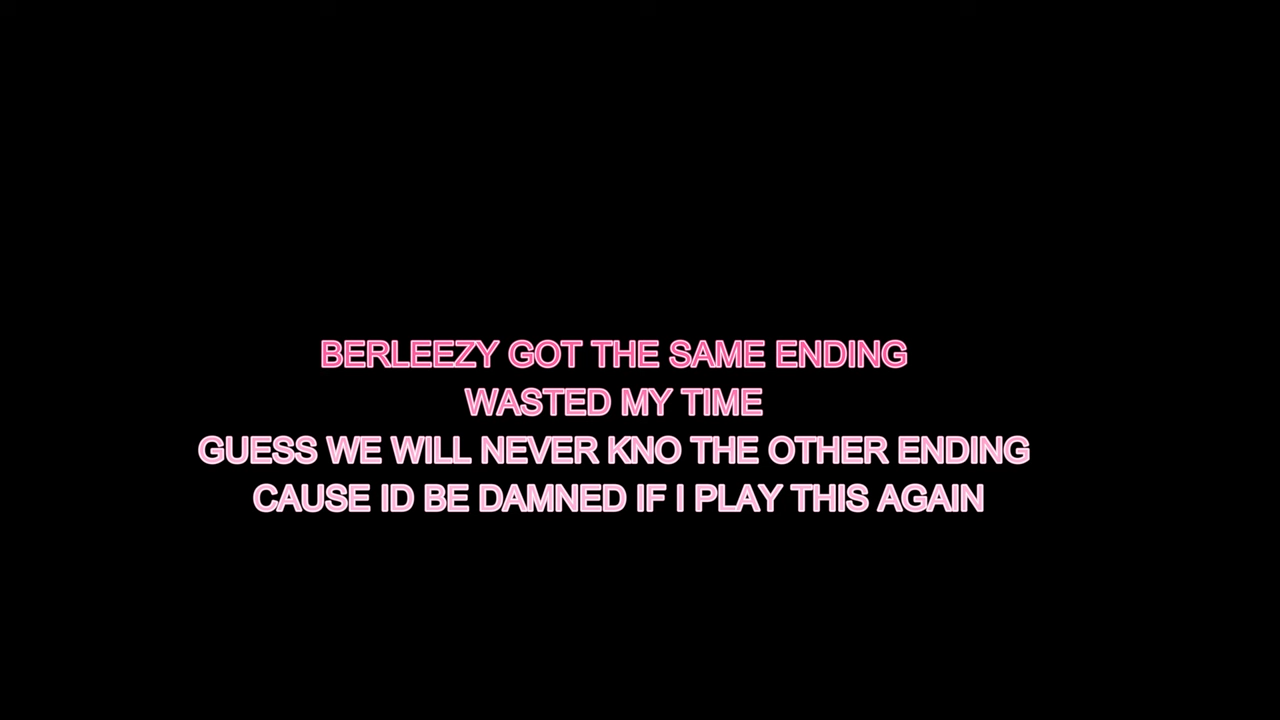 BERLEEZY GOT THE SAME ENDING
WASTED MY TIME
GUESS WE WILL NEVER KNO THE OTHER ENDING
CAUSE ID BE DAMNED IF I PLAY THIS AGAIN